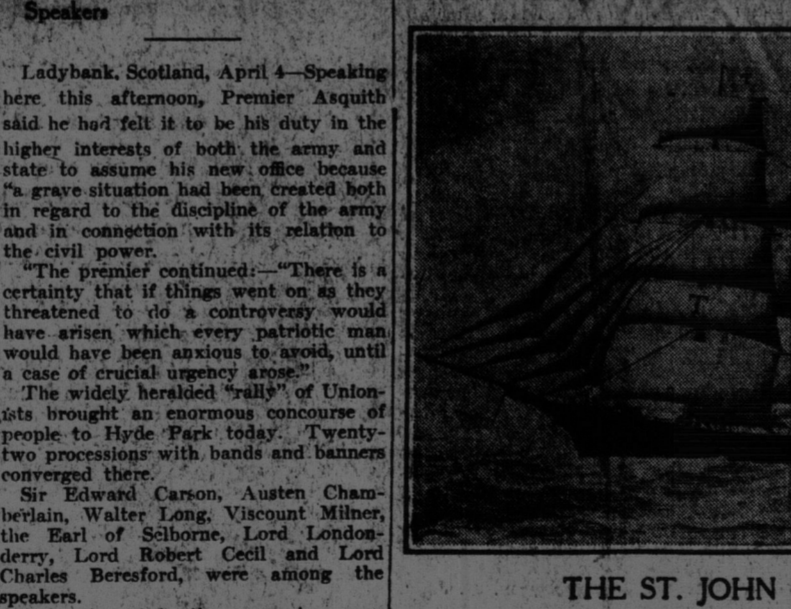 Speakers
Ladybank, Scotland, April 4—Speaking
here this afternoon, Premier Asquith
said he had felt it to be his duty in the
higher interests of both the army and
state to assume his new office because
"a grave situation had been created both
in regard to the discipline of the army
and in connection with its relation to
the civil power.
"The premier continued:—"There is a
certainty that if things went on as they
threatened to do a controversy would
have arisen which every patriotic man
would have been anxious to avoid, until
a case of crucial urgency arose."
The widely heralded "rally" of Union-
ists brought an enormous concourse of
people to Hyde Park today. Twenty-
two processions with bands and banners
converged there.
Sir Edward Carson, Austen Cham-
berlain, Walter Long, Viscount Milner,
the Earl of Selborne, Lord London-
derry, Lord Robert Cecil and Lord
Charles Beresford, were among the
speakers.
THE ST. JOHN